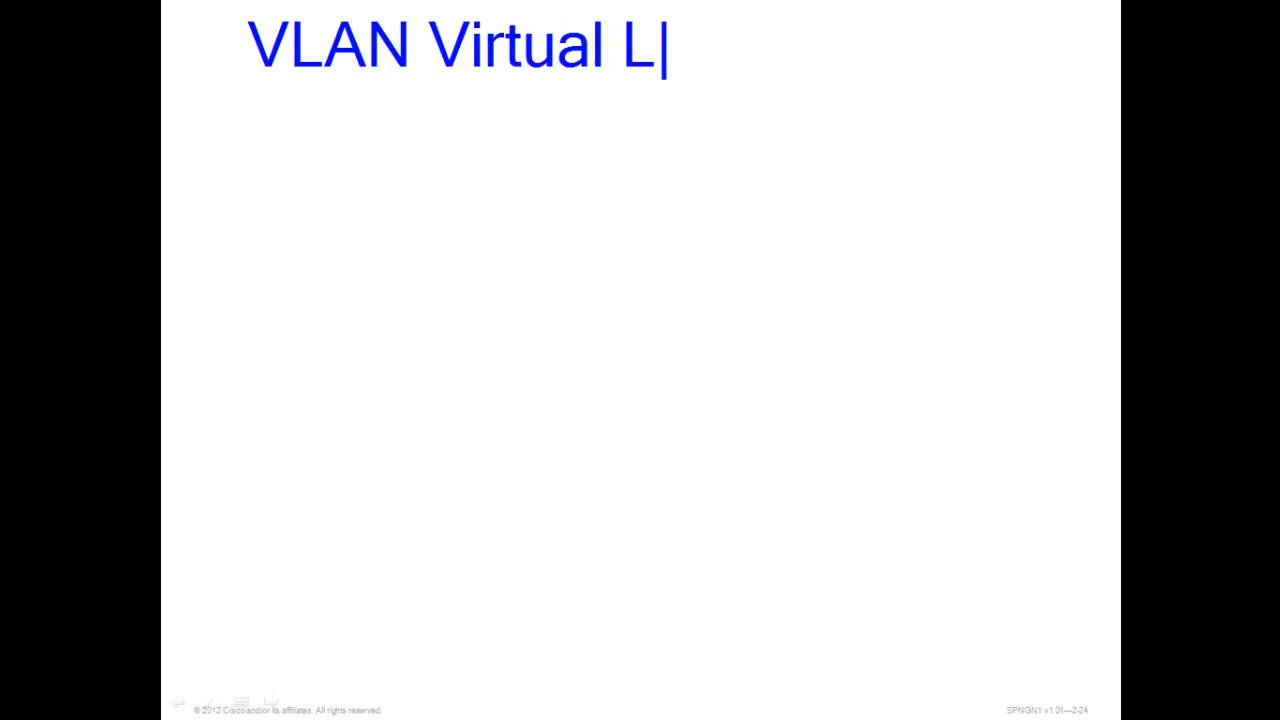 VLAN Virtual L
© 2012 Cisco and/or its affiliates. All rights reserved.
SPNGN1 v1.01—2-24